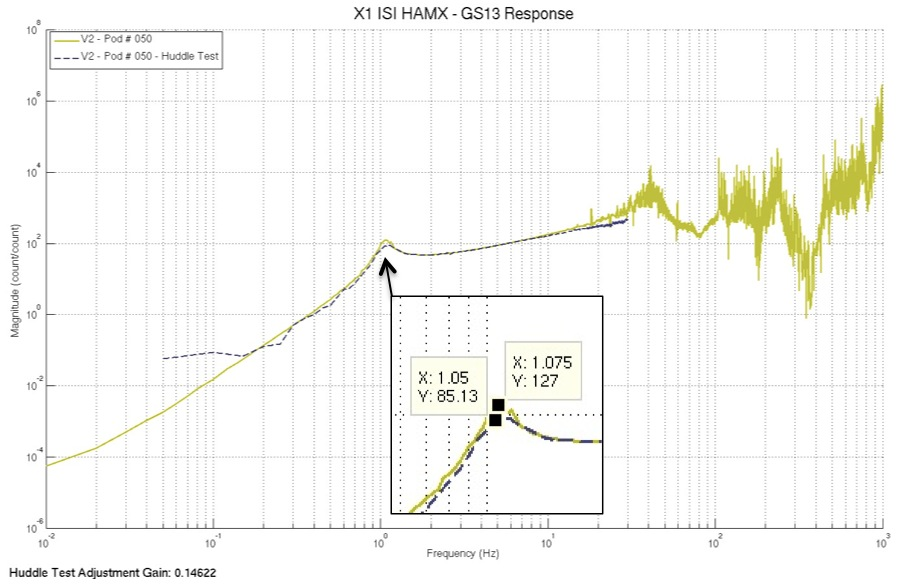 X1 ISI HAMX - GS13 Response
V2 - Pod # 050
V2 - Pod # 050 - Huddle Test
Magnitude (count/count)
10^8
10^6
10^4
10^2
10^0
10^-2
10^-4
10^-6
X: 1.05
Y: 85.13
X: 1.075
Y: 127
10^-2
10^-1
10^0
10^1
10^2
10^3
Frequency (Hz)
Huddle Test Adjustment Gain: 0.14622